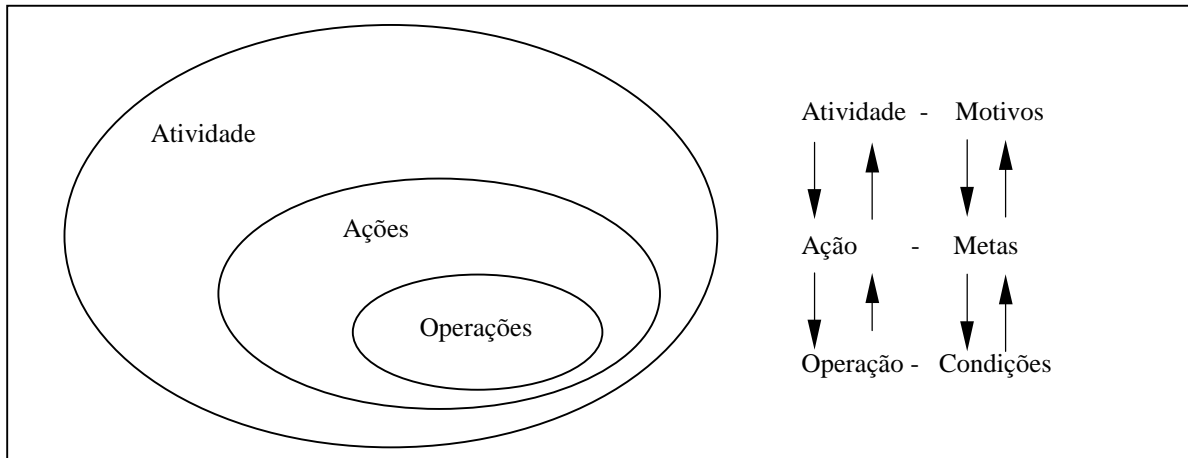 Atividade
Ações
Operações
Atividade - Motivos
Ação - Metas
Operação - Condições